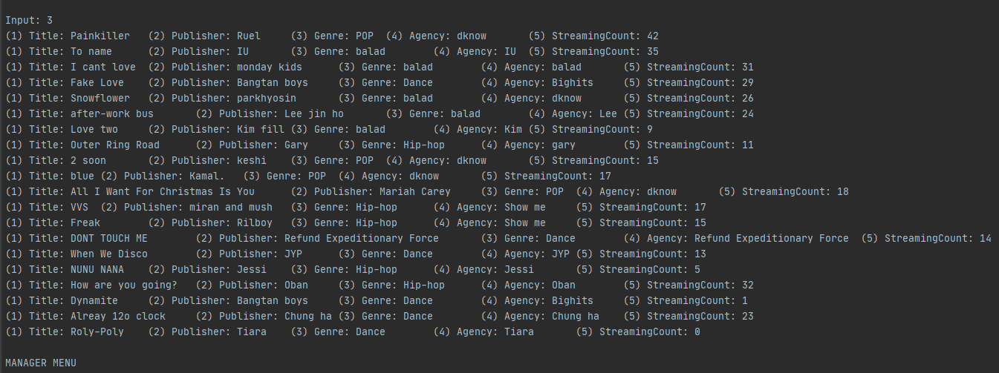 Input: 3
(1) Title: Painkiller (2) Publisher: Ruel (3) Genre: POP (4) Agency: dknow (5) StreamingCount: 42
(1) Title: To name (2) Publisher: IU (3) Genre: balad (4) Agency: IU (5) StreamingCount: 35
(1) Title: I cant love (2) Publisher: monday kids (3) Genre: balad (4) Agency: balad (5) StreamingCount: 31
(1) Title: Fake Love (2) Publisher: Bangtan boys (3) Genre: Dance (4) Agency: Bighits (5) StreamingCount: 29
(1) Title: Snowflower (2) Publisher: parkhyosin (3) Genre: balad (4) Agency: dknow (5) StreamingCount: 26
(1) Title: after-work bus (2) Publisher: Lee jin ho (3) Genre: balad (4) Agency: Lee (5) StreamingCount: 24
(1) Title: Love two (2) Publisher: Kim fill (3) Genre: balad (4) Agency: Kim (5) StreamingCount: 9
(1) Title: Outer Ring Road (2) Publisher: Gary (3) Genre: Hip-hop (4) Agency: gary (5) StreamingCount: 11
(1) Title: 2 soon (2) Publisher: keshi (3) Genre: POP (4) Agency: dknow (5) StreamingCount: 15
(1) Title: blue (2) Publisher: Kamal. (3) Genre: POP (4) Agency: dknow (5) StreamingCount: 17
(1) Title: All I Want For Christmas Is You (2) Publisher: Mariah Carey (3) Genre: POP (4) Agency: dknow (5) StreamingCount: 18
(1) Title: VVS (2) Publisher: miran and mush (3) Genre: Hip-hop (4) Agency: Show me (5) StreamingCount: 17
(1) Title: Freak (2) Publisher: Rilboy (3) Genre: Hip-hop (4) Agency: Show me (5) StreamingCount: 15
(1) Title: DONT TOUCH ME (2) Publisher: Refund Expeditionary Force (3) Genre: Dance (4) Agency: Refund Expeditionary Force (5) StreamingCount: 14
(1) Title: When We Disco (2) Publisher: JYP (3) Genre: Dance (4) Agency: JYP (5) StreamingCount: 13
(1) Title: NUNU NANA (2) Publisher: Jessi (3) Genre: Hip-hop (4) Agency: Jessi (5) StreamingCount: 5
(1) Title: How are you going? (2) Publisher: Oban (3) Genre: Hip-hop (4) Agency: Oban (5) StreamingCount: 32
(1) Title: Dynamite (2) Publisher: Bangtan boys (3) Genre: Dance (4) Agency: Bighits (5) StreamingCount: 1
(1) Title: Alreay 12o clock (2) Publisher: Chung ha (3) Genre: Dance (4) Agency: Chung ha (5) StreamingCount: 23
(1) Title: Roly-Poly (2) Publisher: Tiara (3) Genre: Dance (4) Agency: Tiara (5) StreamingCount: 0
MANAGER MENU